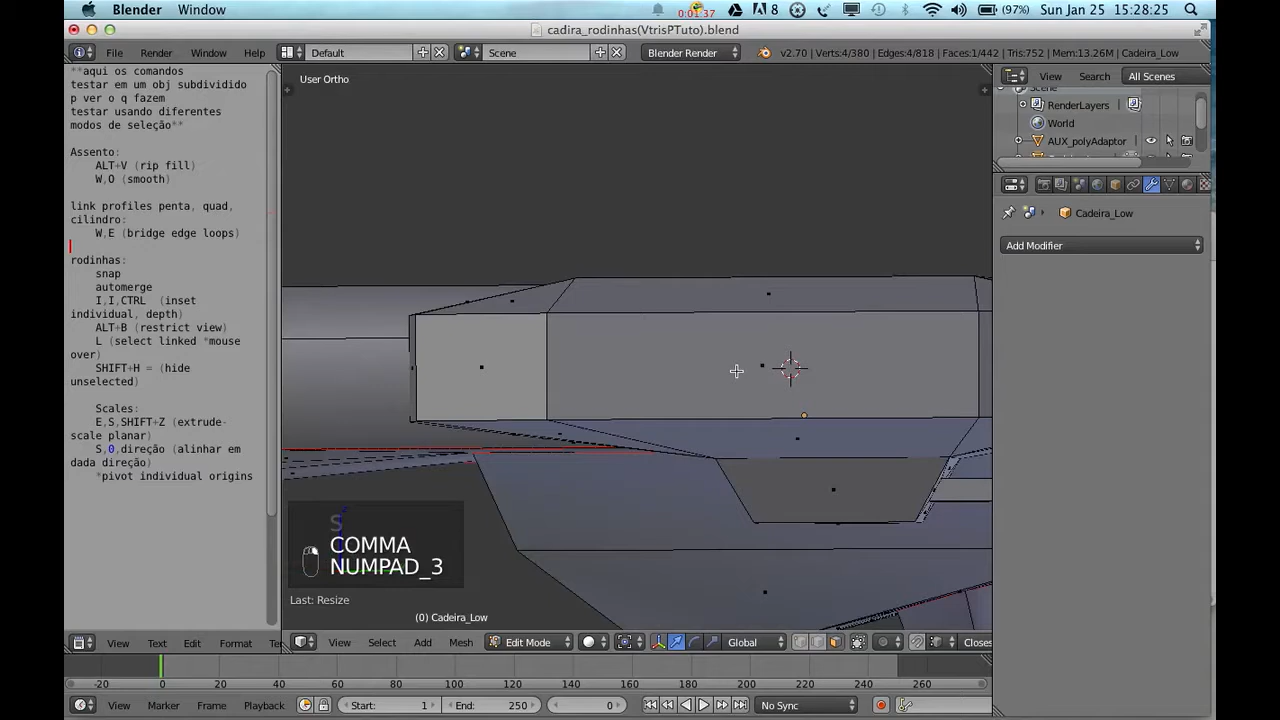 Blender Window 0:01:37 8 (97%) Sun Jan 25 15:28:25
cadira_rodinhas(VtrisPTuto).blend
File Render Window Help Default Scene Blender Render v2.70 | Verts:4/380 | Edges:4/818 | Faces:1/442 | Tris:752 | Mem:13.26M | Cadeira_Low
**aqui os comandos
testar em um obj subdividido
p ver o q fazem
testar usando diferentes
modos de seleção**
Assento:
ALT+V (rip fill)
W,O (smooth)
link profiles penta, quad,
cilindro:
W,E (bridge edge loops)
rodinhas:
snap
automerge
I,I,CTRL (inset
individual, depth)
ALT+B (restrict view)
L (select linked *mouse
over)
SHIFT+H = (hide
unselected)
Scales:
E,S,SHIFT+Z (extrude-
scale planar)
S,0,direção (alinhar em
dada direção)
*pivot individual origins
User Ortho
S
COMMA
NUMPAD_3
Last: Resize
(0) Cadeira_Low
View Search All Scenes
Scene
RenderLayers
World
AUX_polyAdaptor
Cadeira_Low
Add Modifier
View Text Edit Format Te
View Select Add Mesh Edit Mode Global Closes
-20 0 20 40 60 80 100 120 140 160 180 200 220 240 260
View Marker Frame Playback Start: 1 End: 250 0 No Sync